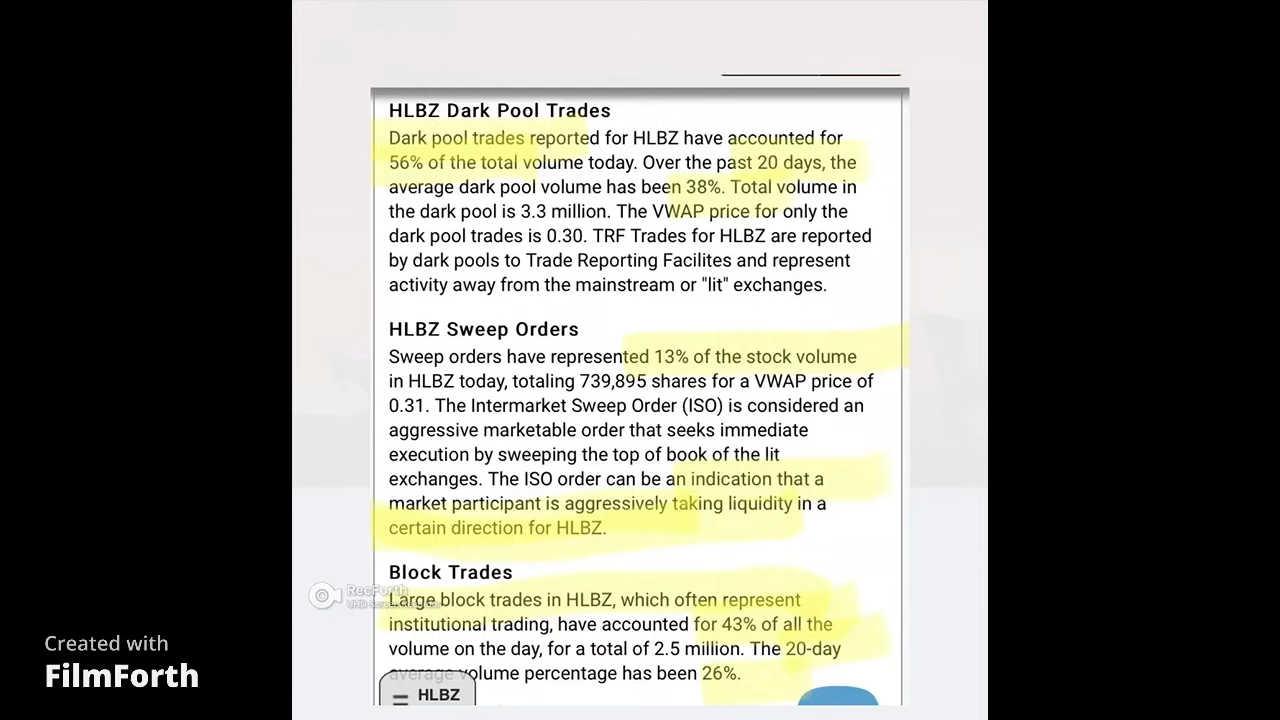 HLBZ Dark Pool Trades
Dark pool trades reported for HLBZ have accounted for
56% of the total volume today. Over the past 20 days, the
average dark pool volume has been 38%. Total volume in
the dark pool is 3.3 million. The VWAP price for only the
dark pool trades is 0.30. TRF Trades for HLBZ are reported
by dark pools to Trade Reporting Facilites and represent
activity away from the mainstream or "lit" exchanges.
HLBZ Sweep Orders
Sweep orders have represented 13% of the stock volume
in HLBZ today, totaling 739,895 shares for a VWAP price of
0.31. The Intermarket Sweep Order (ISO) is considered an
aggressive marketable order that seeks immediate
execution by sweeping the top of book of the lit
exchanges. The ISO order can be an indication that a
market participant is aggressively taking liquidity in a
certain direction for HLBZ.
Block Trades
RecForth
Large block trades in HLBZ, which often represent
institutional trading, have accounted for 43% of all the
volume on the day, for a total of 2.5 million. The 20-day
average volume percentage has been 26%.
HLBZ
Created with
FilmForth